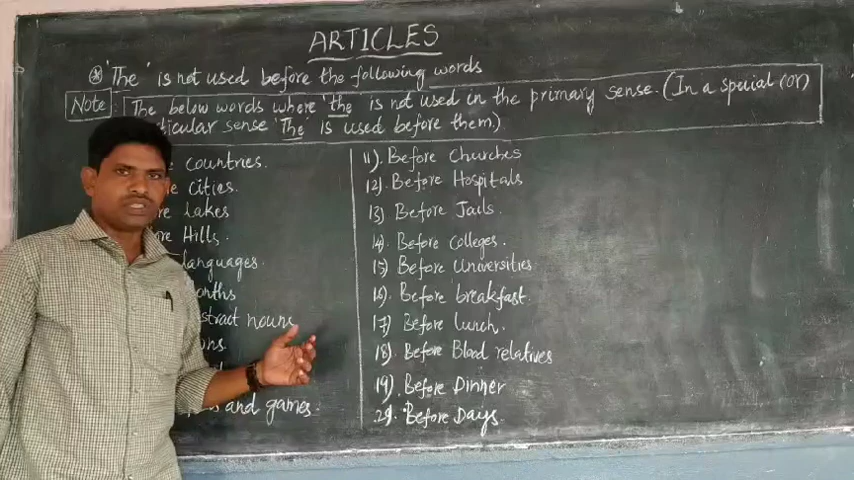 ARTICLES
* 'The' is not used before the following words
Note: The below words where 'the is not used in the primary sense. (In a special (or)
ticular sense 'The' is used before them.)
countries.
cities.
Lakes
Hills.
languages.
onths
stract nouns
ons.
and games.
11). Before Churches
12). Before Hospitals
13) Before Jails.
14). Before Colleges.
15) Before Universities
16). Before breakfast.
17) Before lunch.
18). Before Blood relatives
19). Before Dinner
20. Before Days.